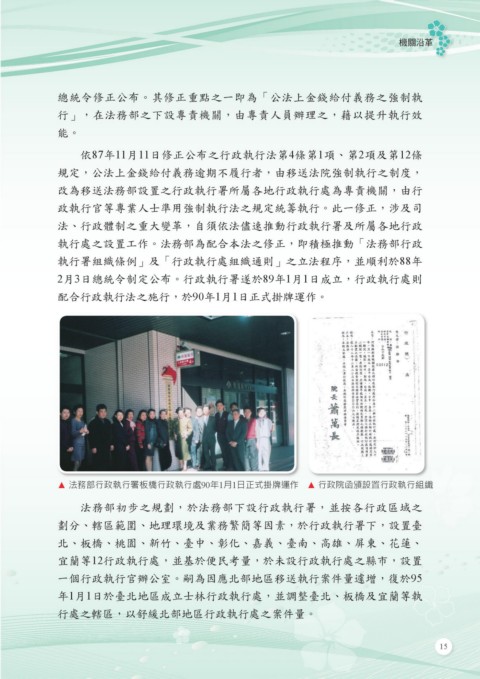 機關沿革
總統令修正公布。其修正重點之一即為「公法上金錢給付義務之強制執
行」，在法務部之下設專責機關，由專責人員辦理之，藉以提升執行效
能。
依87年11月11日修正公布之行政執行法第4條第1項、第2項及第12條
規定，公法上金錢給付義務逾期不履行者，由移送法院強制執行之制度，
改為移送法務部設置之行政執行署所屬各地行政執行處為專責機關，由行
政執行官等專業人士準用強制執行法之規定統籌執行。此一修正，涉及司
法、行政體制之重大變革，自須依法儘速推動行政執行署及所屬各地行政
執行處之設置工作。法務部為配合本法之修正，即積極推動「法務部行政
執行署組織條例」及「行政執行處組織通則」之立法程序，並順利於88年
2月3日總統令制定公布。行政執行署遂於89年1月1日成立，行政執行處則
配合行政執行法之施行，於90年1月1日正式掛牌運作。
行政院 函
院長 蕭萬長
▲ 法務部行政執行署板橋行政執行處90年1月1日正式掛牌運作
▲ 行政院函頒設置行政執行組織
法務部初步之規劃，於法務部下設行政執行署，並按各行政區域之
劃分、轄區範圍、地理環境及業務繁簡等因素，於行政執行署下，設置臺
北、板橋、桃園、新竹、臺中、彰化、嘉義、臺南、高雄、屏東、花蓮、
宜蘭等12行政執行處，並基於便民考量，於未設行政執行處之縣市，設置
一個行政執行官辦公室。嗣為因應北部地區移送執行案件量遽增，復於95
年1月1日於臺北地區成立士林行政執行處，並調整臺北、板橋及宜蘭等執
行處之轄區，以舒緩北部地區行政執行處之案件量。
15